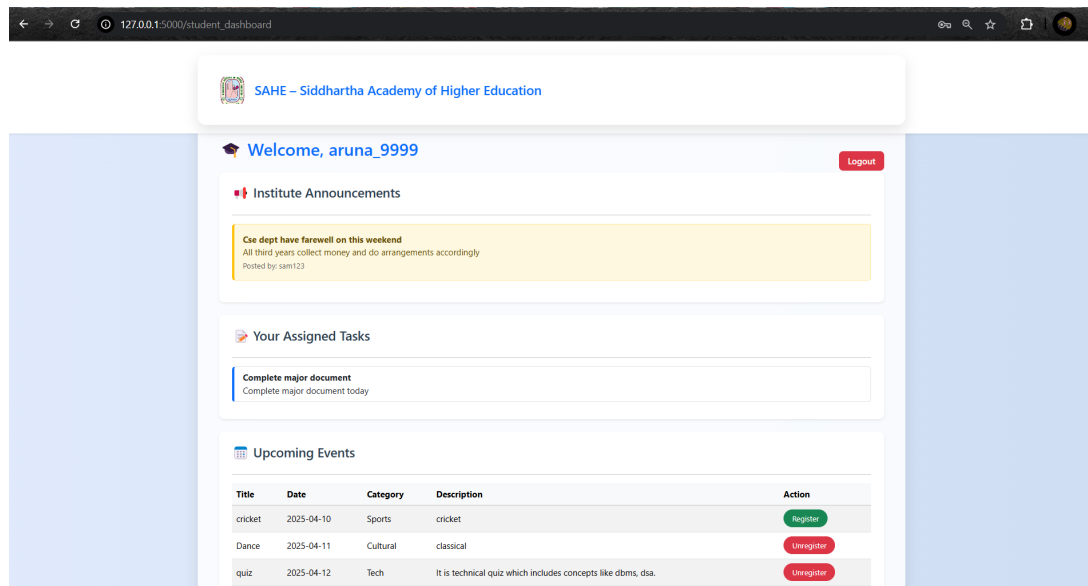 127.0.0.1:5000/student_dashboard
SAHE – Siddhartha Academy of Higher Education
Welcome, aruna_9999
Logout
Institute Announcements
Cse dept have farewell on this weekend
All third years collect money and do arrangements accordingly
Posted by: sam123
Your Assigned Tasks
Complete major document
Complete major document today
Upcoming Events
Title Date Category Description Action
cricket 2025-04-10 Sports cricket Register
Dance 2025-04-11 Cultural classical Unregister
quiz 2025-04-12 Tech It is technical quiz which includes concepts like dbms, dsa. Unregister